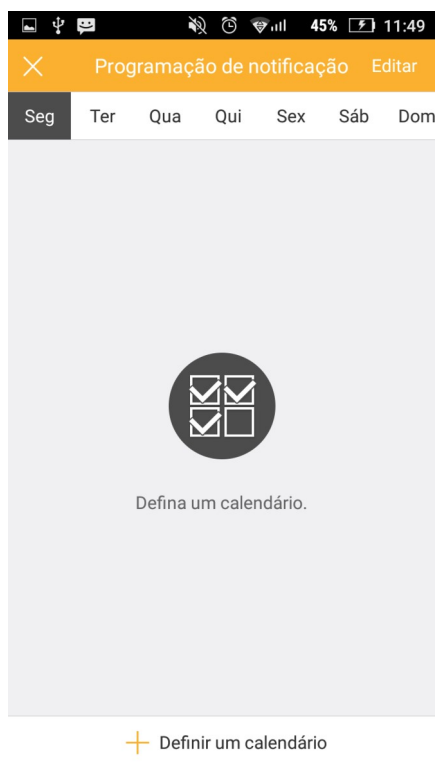 45% 11:49
Programação de notificação Editar
Seg Ter Qua Qui Sex Sáb Dom
Defina um calendário.
Definir um calendário